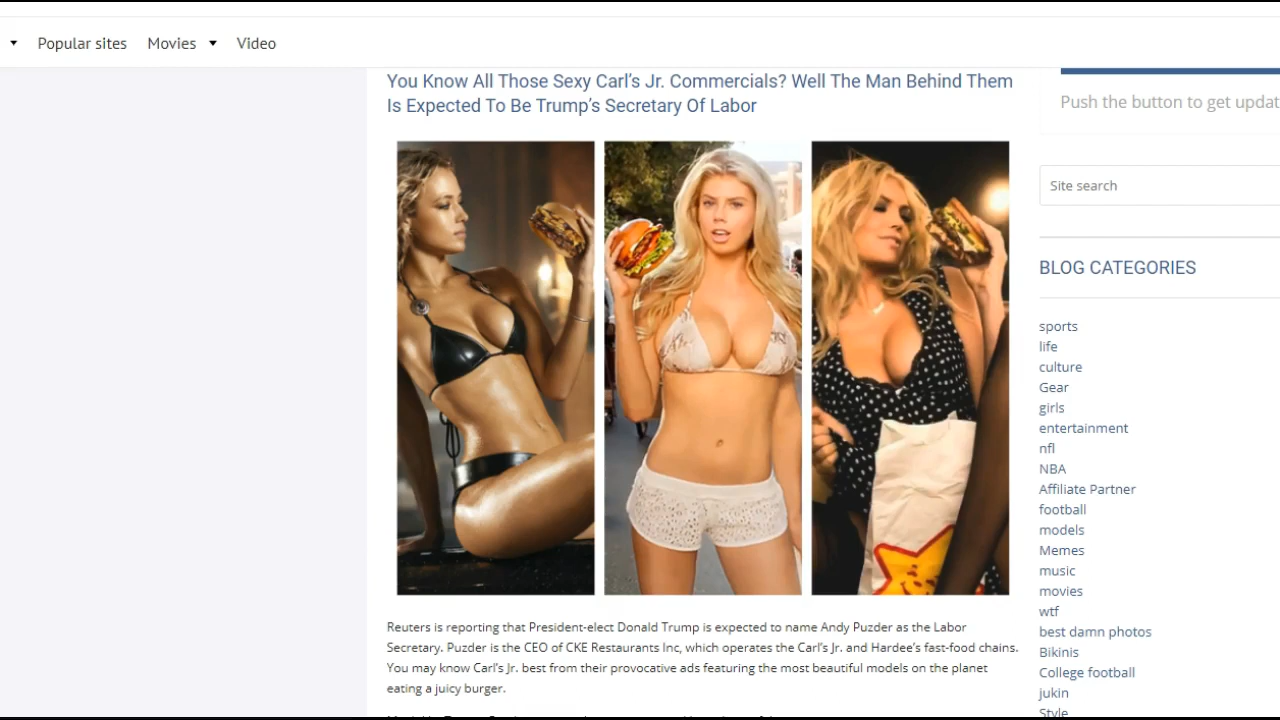 Popular sites
Movies
Video
You Know All Those Sexy Carl's Jr. Commercials? Well The Man Behind Them
Is Expected To Be Trump's Secretary Of Labor
Reuters is reporting that President-elect Donald Trump is expected to name Andy Puzder as the Labor
Secretary. Puzder is the CEO of CKE Restaurants Inc, which operates the Carl's Jr. and Hardee's fast-food chains.
You may know Carl's Jr. best from their provocative ads featuring the most beautiful models on the planet
eating a juicy burger.
Push the button to get updat
Site search
BLOG CATEGORIES
sports
life
culture
Gear
girls
entertainment
nfl
NBA
Affiliate Partner
football
models
Memes
music
movies
wtf
best damn photos
Bikinis
College football
jukin
Style